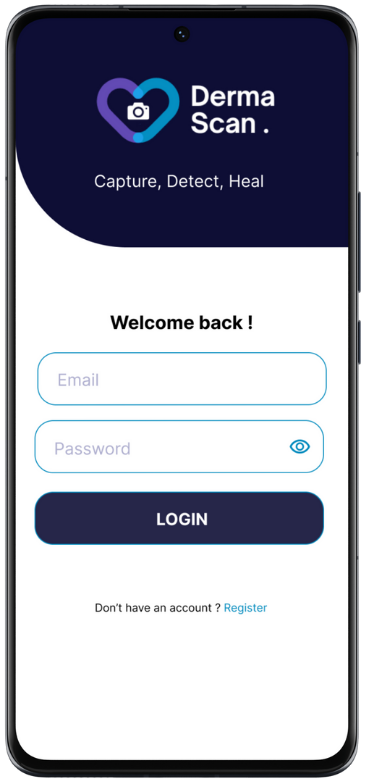 Derma
Scan .
Capture, Detect, Heal
Welcome back !
Email
Password
LOGIN
Don't have an account ? Register